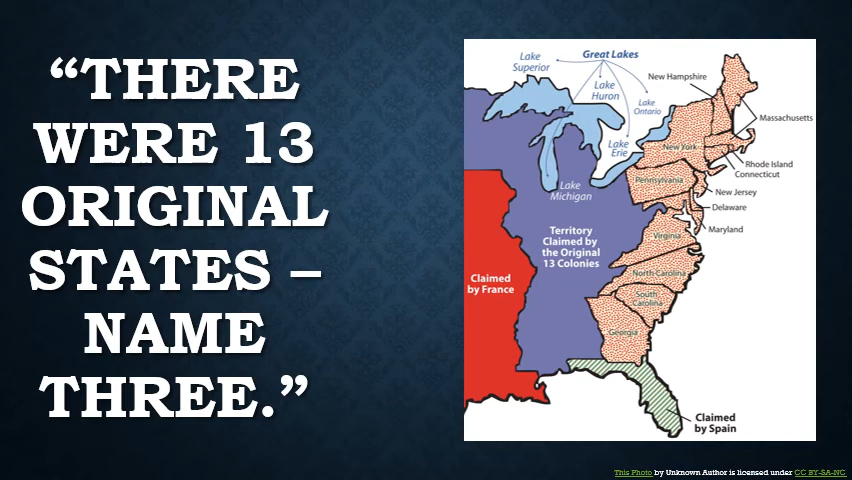 “THERE
WERE 13
ORIGINAL
STATES –
NAME
THREE.”
Great Lakes
Lake
Superior
Lake
Huron
Lake
Ontario
Lake
Erie
Lake
Michigan
New Hampshire
Massachusetts
New York
Rhode Island
Connecticut
Pennsylvania
New Jersey
Delaware
Maryland
Virginia
Territory
Claimed by
the Original
13 Colonies
North Carolina
South
Carolina
Georgia
Claimed
by France
Claimed
by Spain
This Photo by Unknown Author is licensed under CC BY-SA-NC